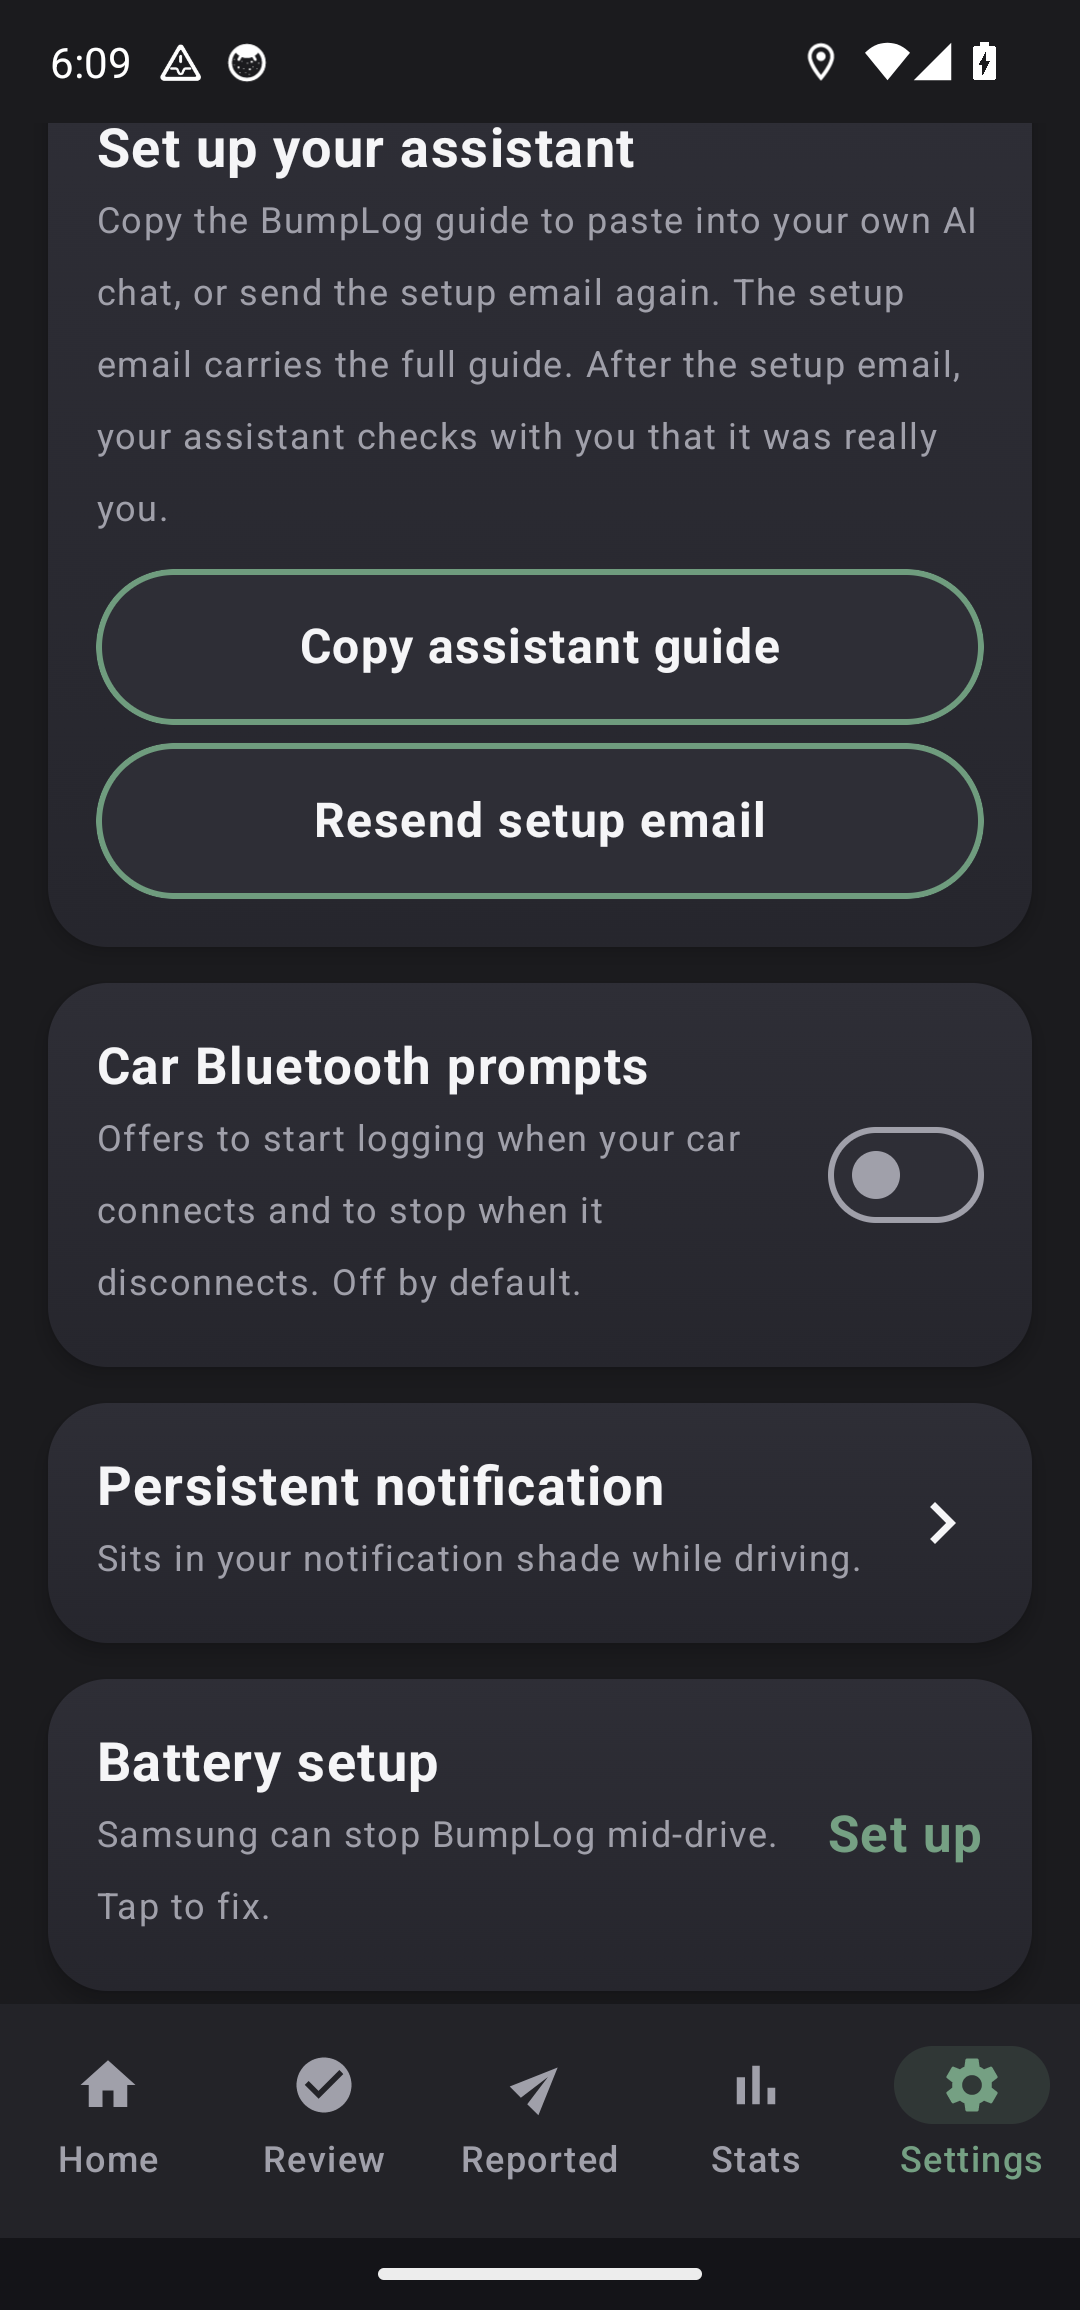 6:09
Set up your assistant
Copy the BumpLog guide to paste into your own AI
chat, or send the setup email again. The setup
email carries the full guide. After the setup email,
your assistant checks with you that it was really
you.
Copy assistant guide
Resend setup email
Car Bluetooth prompts
Offers to start logging when your car
connects and to stop when it
disconnects. Off by default.
Persistent notification
Sits in your notification shade while driving.
Battery setup
Samsung can stop BumpLog mid-drive.
Tap to fix.
Set up
Home
Review
Reported
Stats
Settings